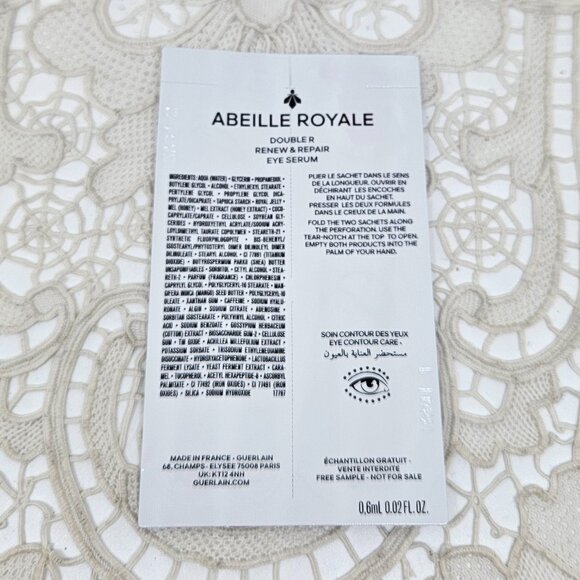 ABEILLE ROYALE
DOUBLE R
RENEW & REPAIR
EYE SERUM
INGREDIENTS: AQUA (WATER) • GLYCERIN • PROPANEDIOL •
BUTYLENE GLYCOL • ALCOHOL • ETHYLHEXYL STEARATE •
PENTYLENE GLYCOL • PROPYLENE GLYCOL DICA-
PRYLATE/DICAPRATE • TAPIOCA STARCH • ROYAL JELLY •
MEL (HONEY) • MEL EXTRACT (HONEY EXTRACT) • COCO-
CAPRYLATE/CAPRATE • CELLULOSE • SOYBEAN GLY-
CERIDES • HYDROXYETHYL ACRYLATE/SODIUM ACRY-
LOYLDIMETHYL TAURATE COPOLYMER • STEARETH-21 •
SYNTHETIC FLUORPHLOGOPITE • BIS-BEHENYL/
ISOSTEARYL/PHYTOSTERYL DIMER DILINOLEYL DIMER
DILINOLEATE • STEARYL ALCOHOL • CI 77891 (TITANIUM
DIOXIDE) • BUTYROSPERMUM PARKII (SHEA) BUTTER
UNSAPONIFIABLES • SORBITOL • CETYL ALCOHOL • STEA-
RETH-2 • PARFUM (FRAGRANCE) • CHLORPHENESIN •
CAPRYLYL GLYCOL • POLYGLYCERYL-10 STEARATE • MAN-
GIFERA INDICA (MANGO) SEED BUTTER • POLYGLYCERYL-10
OLEATE • XANTHAN GUM • CAFFEINE • SODIUM HYALU-
RONATE • ALGIN • SODIUM CITRATE • ADENOSINE •
SORBITAN ISOSTEARATE • POLYVINYL ALCOHOL • CITRIC
ACID • SODIUM BENZOATE • GOSSYPIUM HERBACEUM
(COTTON) EXTRACT • BIOSACCHARIDE GUM-2 • CELLULOSE
GUM • TIN OXIDE • ACHILLEA MILLEFOLIUM EXTRACT •
POTASSIUM SORBATE • TRISODIUM ETHYLENEDIAMINE
DISUCCINATE • HYDROXYACETOPHENONE • LACTOBACILLUS
FERMENT LYSATE • YEAST FERMENT EXTRACT • CARA-
MEL • TOCOPHEROL • ACETYL HEXAPEPTIDE-8 • ASCORBYL
PALMITATE • CI 77492 (IRON OXIDES) • CI 77491 (IRON
OXIDES) • SILICA • SODIUM HYDROXIDE 17767
PLIER LE SACHET DANS LE SENS
DE LA LONGUEUR. OUVRIR EN
DÉCHIRANT LES ENCOCHES
EN HAUT DU SACHET.
PRESSER LES DEUX FORMULES
DANS LE CREUX DE LA MAIN.
FOLD THE TWO SACHETS ALONG
THE PERFORATION. USE THE
TEAR-NOTCH AT THE TOP TO OPEN.
EMPTY BOTH PRODUCTS INTO THE
PALM OF YOUR HAND.
SOIN CONTOUR DES YEUX
EYE CONTOUR CARE •
مستحضر العناية بالعيون
MADE IN FRANCE - GUERLAIN
68, CHAMPS - ELYSEE 75008 PARIS
UK: KT12 4NH
GUERLAIN.COM
ÉCHANTILLON GRATUIT -
VENTE INTERDITE
FREE SAMPLE - NOT FOR SALE
0,6mL 0.02 FL.OZ.